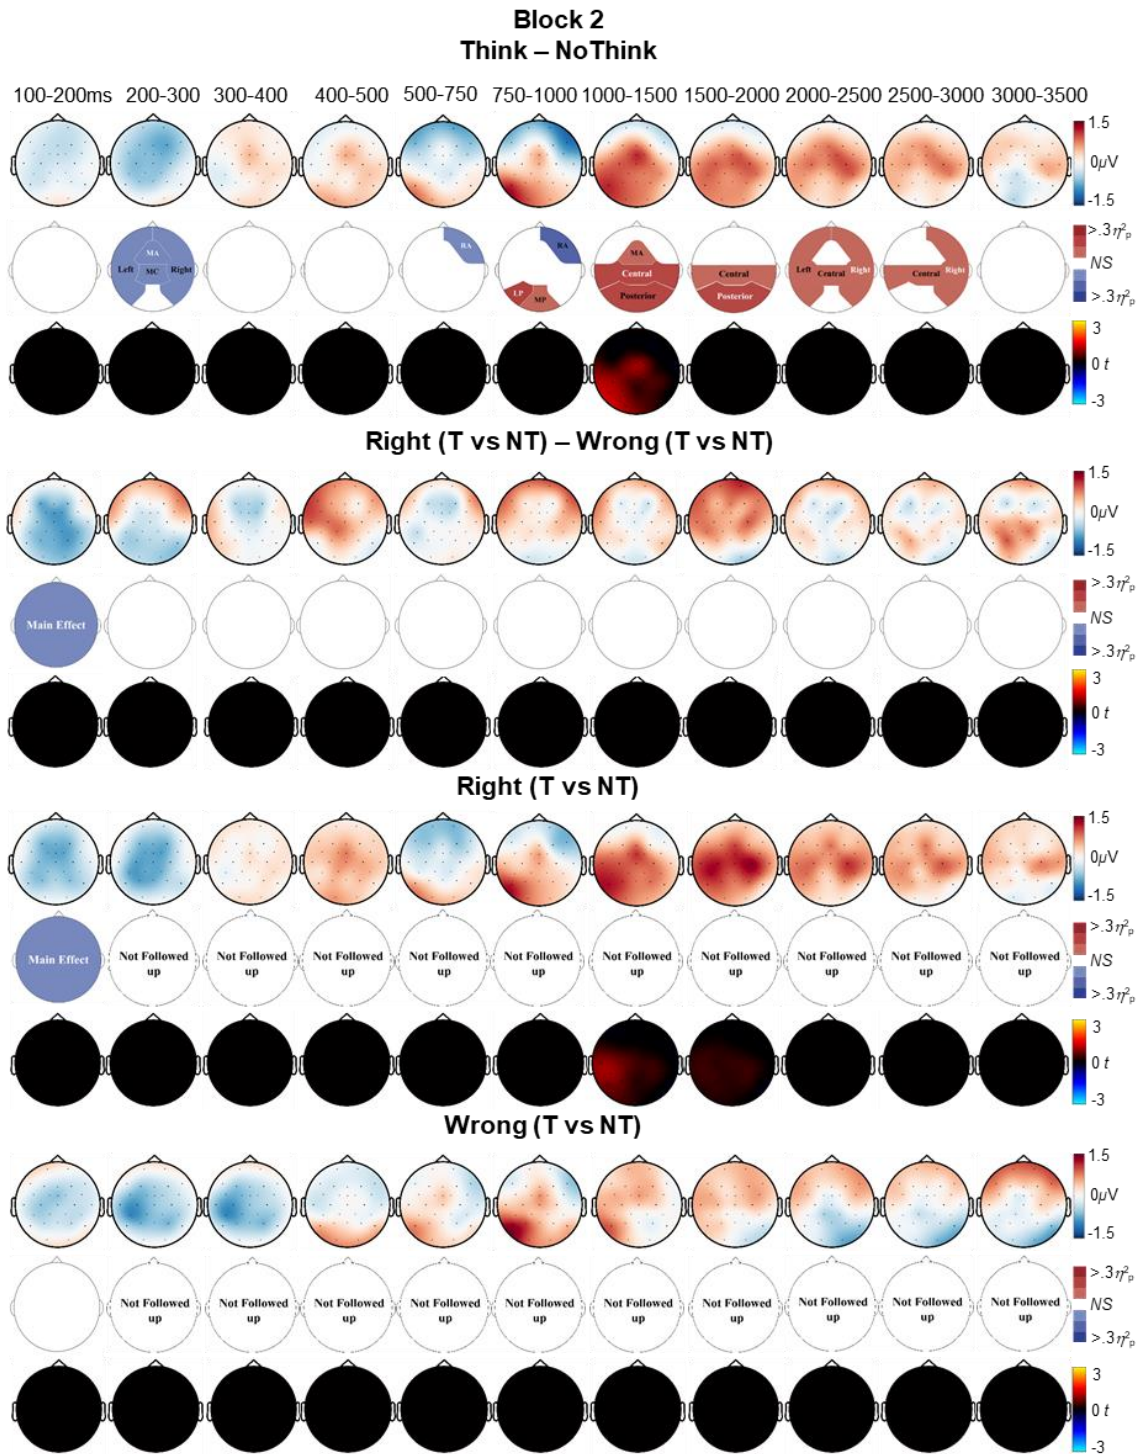 Block 2
Think – NoThink
100-200ms 200-300 300-400 400-500 500-750 750-1000 1000-1500 1500-2000 2000-2500 2500-3000 3000-3500
1.5
0µV
-1.5
MA
Left MC Right
RA
RA
LP MP
MA
Central
Posterior
Central
Posterior
Left Central Right
Central Right
>.3η²p
NS
>.3η²p
3
0 t
-3
Right (T vs NT) – Wrong (T vs NT)
1.5
0µV
-1.5
Main Effect
>.3η²p
NS
>.3η²p
3
0 t
-3
Right (T vs NT)
1.5
0µV
-1.5
Main Effect
Not Followed up
Not Followed up
Not Followed up
Not Followed up
Not Followed up
Not Followed up
Not Followed up
Not Followed up
Not Followed up
Not Followed up
>.3η²p
NS
>.3η²p
3
0 t
-3
Wrong (T vs NT)
1.5
0µV
-1.5
Not Followed up
Not Followed up
Not Followed up
Not Followed up
Not Followed up
Not Followed up
Not Followed up
Not Followed up
Not Followed up
Not Followed up
>.3η²p
NS
>.3η²p
3
0 t
-3